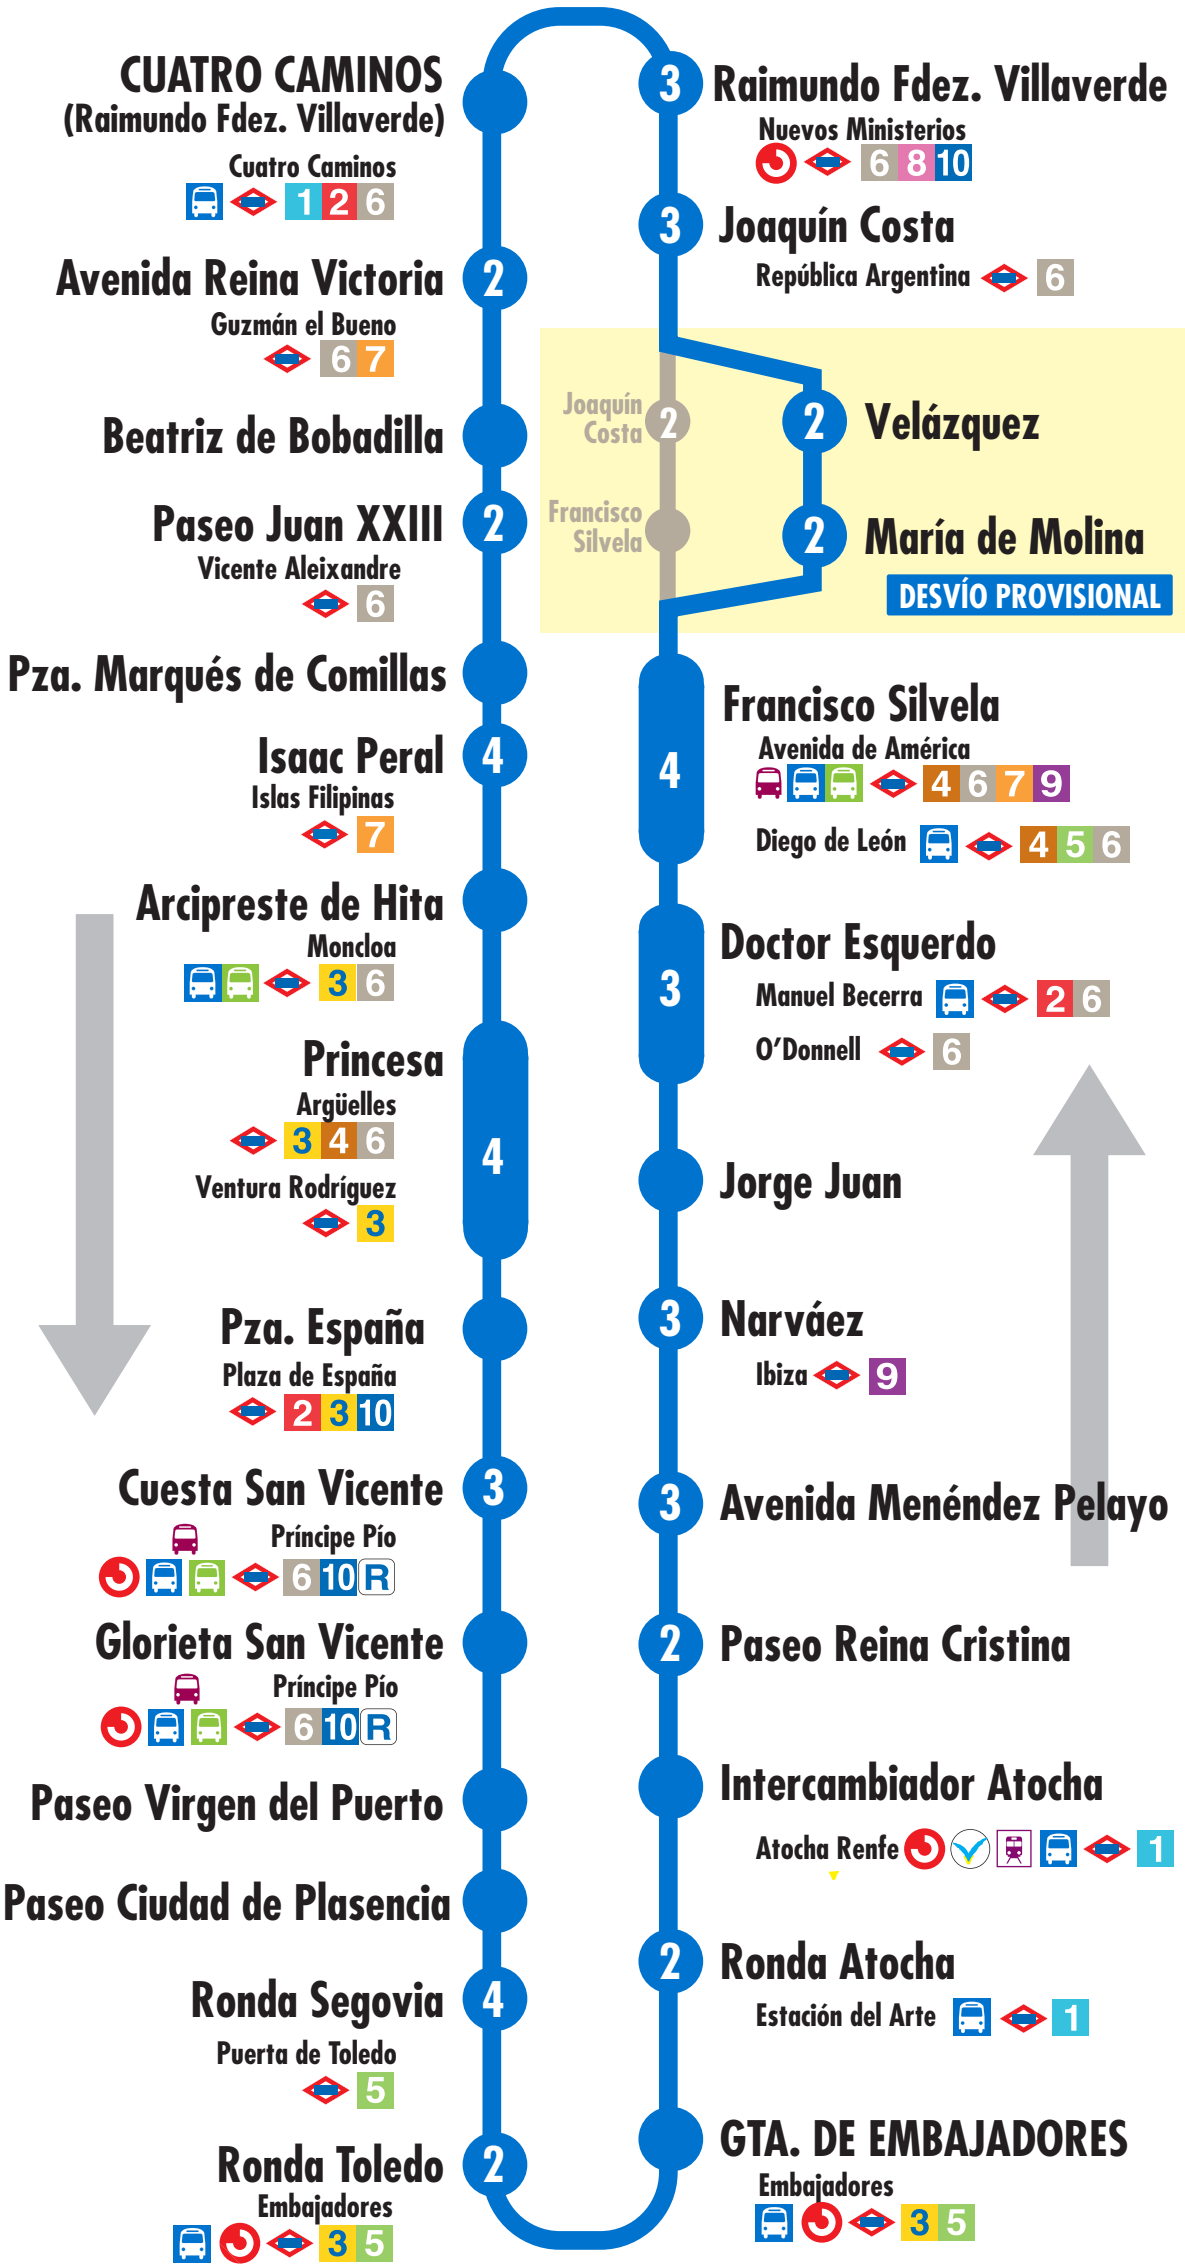 CUATRO CAMINOS
(Raimundo Fdez. Villaverde)
Cuatro Caminos
1 2 6
2 Avenida Reina Victoria
Guzmán el Bueno
6 7
Beatriz de Bobadilla
Paseo Juan XXIII 2
Vicente Aleixandre
6
Pza. Marqués de Comillas
Isaac Peral 4
Islas Filipinas
7
Arcipreste de Hita
Moncloa
3 6
Princesa
Argüelles
3 4 6
4
Ventura Rodríguez
3
Pza. España
Plaza de España
2 3 10
Cuesta San Vicente 3
Príncipe Pío
6 10 R
Glorieta San Vicente
Príncipe Pío
6 10 R
Paseo Virgen del Puerto
Paseo Ciudad de Plasencia
Ronda Segovia 4
Puerta de Toledo
5
Ronda Toledo 2
Embajadores
3 5
3 Raimundo Fdez. Villaverde
Nuevos Ministerios
6 8 10
3 Joaquín Costa
República Argentina 6
Joaquín
Costa
2
2 Velázquez
Francisco
Silvela
2 María de Molina
DESVÍO PROVISIONAL
Francisco Silvela
Avenida de América
4
4 6 7 9
Diego de León 4 5 6
Doctor Esquerdo
3
Manuel Becerra 2 6
O'Donnell 6
Jorge Juan
3 Narváez
Ibiza 9
3 Avenida Menéndez Pelayo
2 Paseo Reina Cristina
Intercambiador Atocha
Atocha Renfe 1
2 Ronda Atocha
Estación del Arte 1
GTA. DE EMBAJADORES
Embajadores
3 5